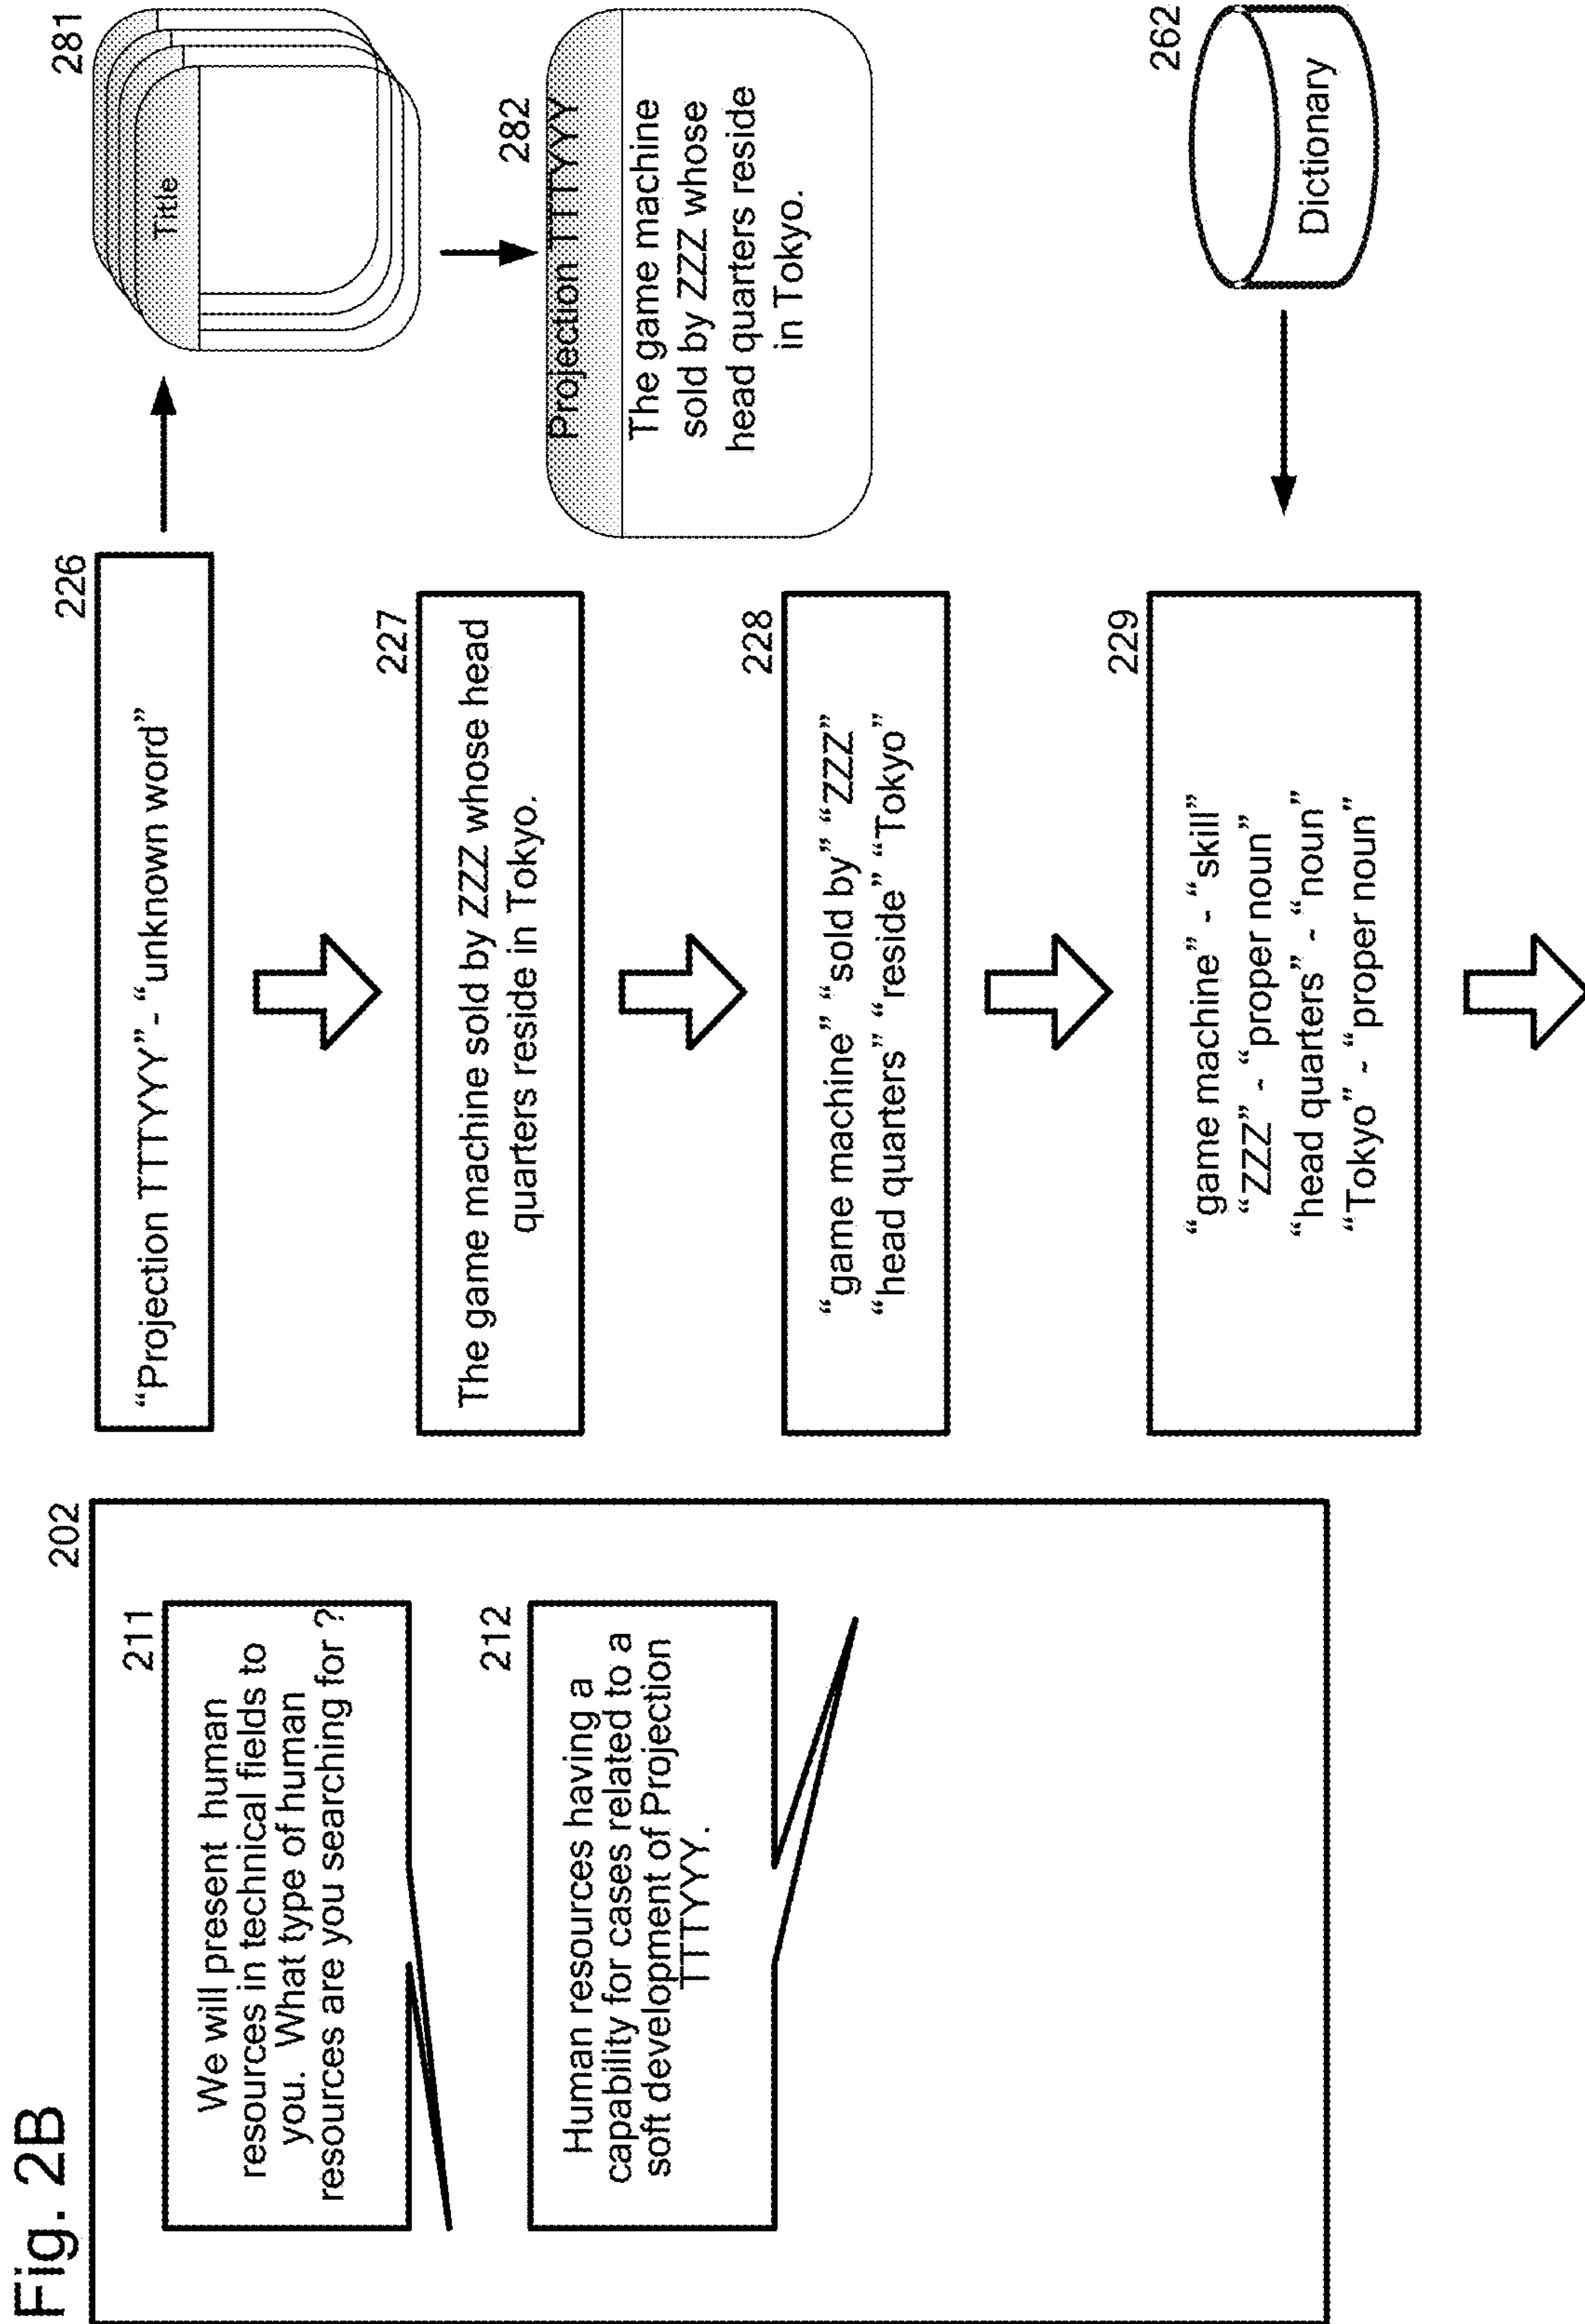 Fig. 2B
202
211
We will present human
resources in technical fields to
you. What type of human
resources are you searching for ?
212
Human resources having a
capability for cases related to a
soft development of Projection
TTTYYY.
226
“Projection TTTYYY” - “unknown word”
227
The game machine sold by ZZZ whose head
quarters reside in Tokyo.
228
“game machine” “sold by” “ZZZ”
“head quarters” “reside” “Tokyo”
229
“game machine” - “skill”
“ZZZ” - “proper noun”
“head quarters” - “noun”
“Tokyo” - “proper noun”
281
Title
282
Projection TTTYYY
The game machine
sold by ZZZ whose
head quarters reside
in Tokyo.
262
Dictionary